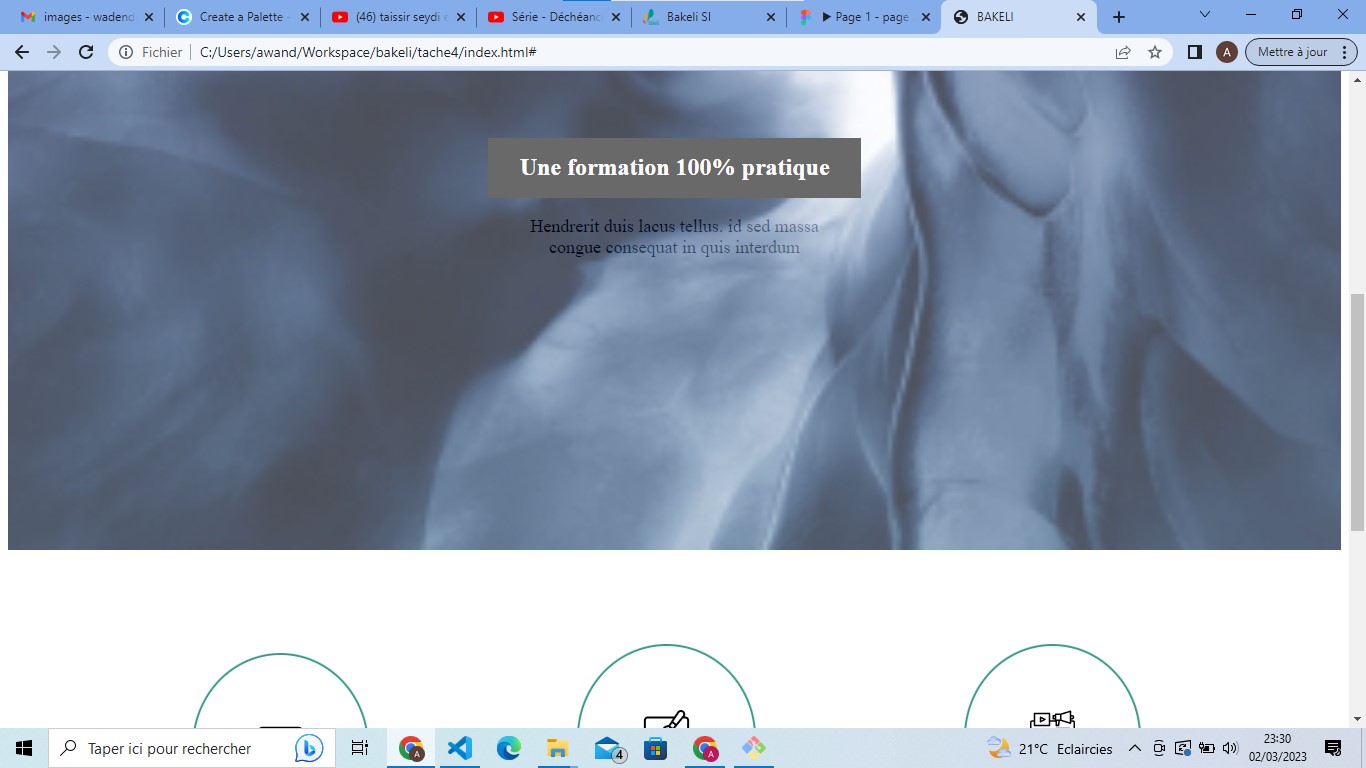 images - wadend
Create a Palette -
(46) taissir seydi e
Série - Déchéanc
Bakeli SI
▶ Page 1 - page
BAKELI
Fichier
C:/Users/awand/Workspace/bakeli/tache4/index.html#
A
Mettre à jour
Une formation 100% pratique
Hendrerit duis lacus tellus. id sed massa
congue consequat in quis interdum
Taper ici pour rechercher
A
4
A
21°C Eclaircies
23:30
02/03/2023